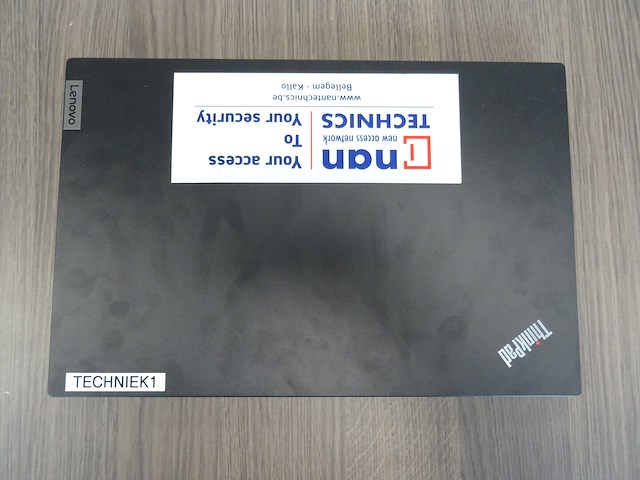 Lenovo
nan
new access network
TECHNICS
Your access
To
Your security
www.nantechnics.be
Bellegem - Kallo
ThinkPad
TECHNIEK1